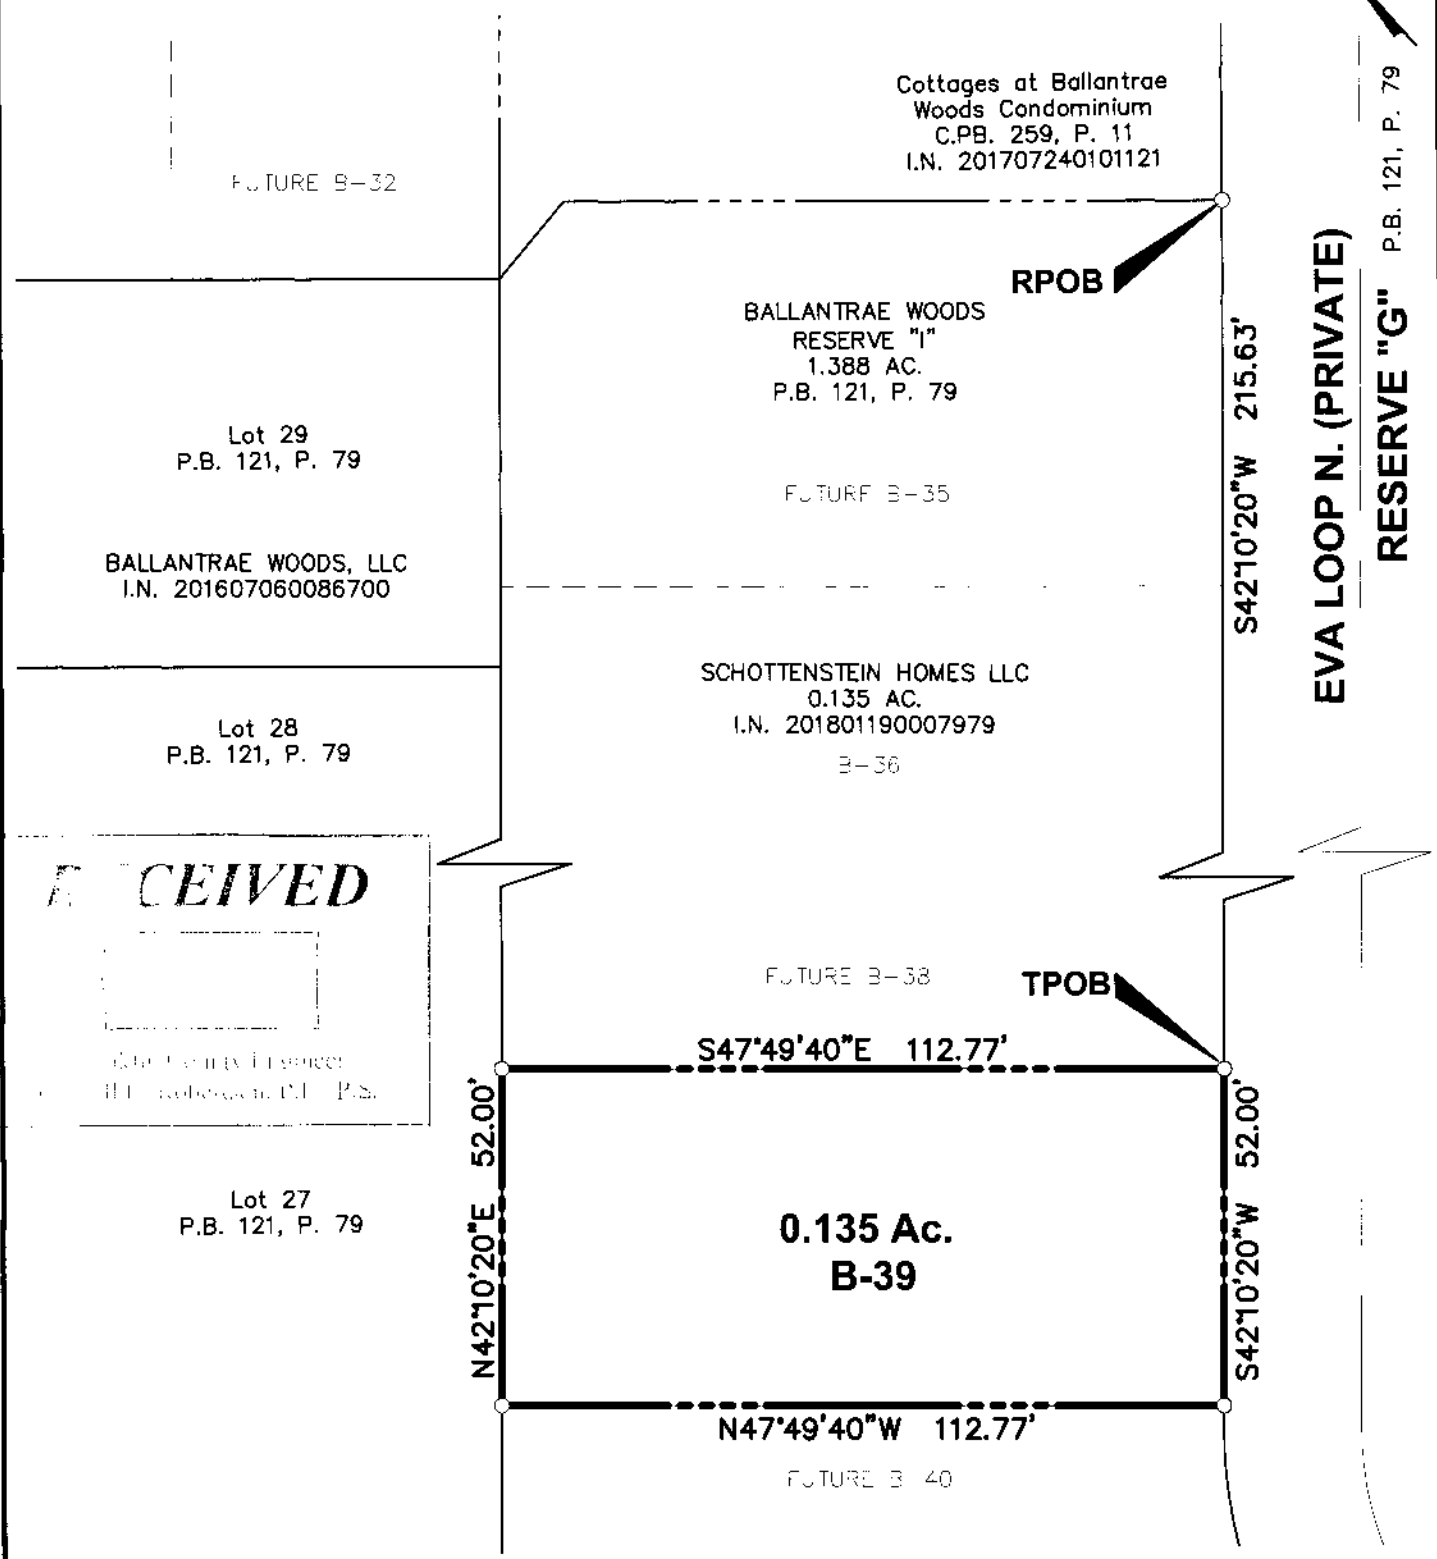 Cottages at Ballantrae
Woods Condominium
C.PB. 259, P. 11
I.N. 201707240101121
P.B. 121, P. 79
B-32
RPOB
BALLANTRAE WOODS
RESERVE "I"
1.388 AC.
P.B. 121, P. 79
S42°10'20"W 215.63'
EVA LOOP N. (PRIVATE)
RESERVE "G"
Lot 29
P.B. 121, P. 79
FUTURE B-35
BALLANTRAE WOODS, LLC
I.N. 201607060086700
SCHOTTENSTEIN HOMES LLC
0.135 AC.
I.N. 201801190007979
B-36
Lot 28
P.B. 121, P. 79
RECEIVED
FUTURE B-38
TPOB
S47°49'40"E 112.77'
N42°10'20"E 52.00'
S42°10'20"W 52.00'
Lot 27
P.B. 121, P. 79
0.135 Ac.
B-39
N47°49'40"W 112.77'
FUTURE B 40